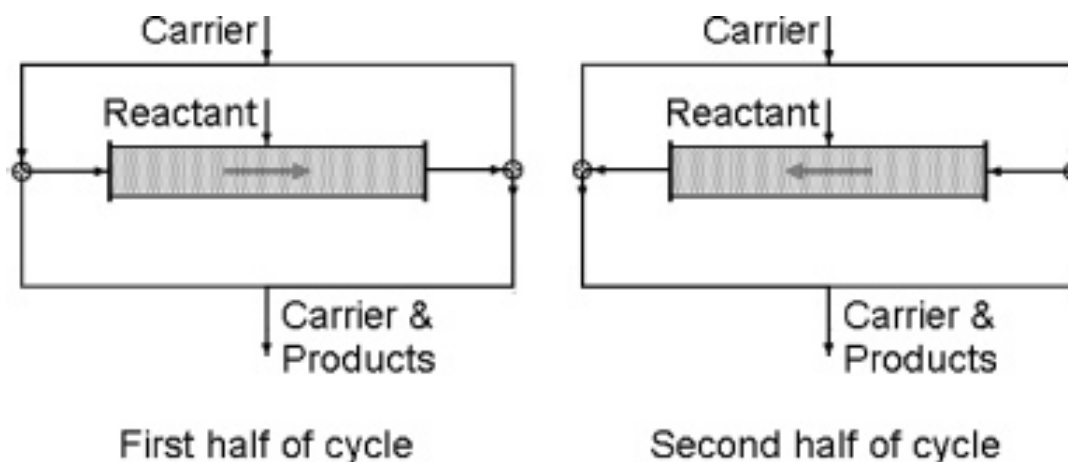 Carrier
Reactant
Carrier &
Products
First half of cycle
Carrier
Reactant
Carrier &
Products
Second half of cycle